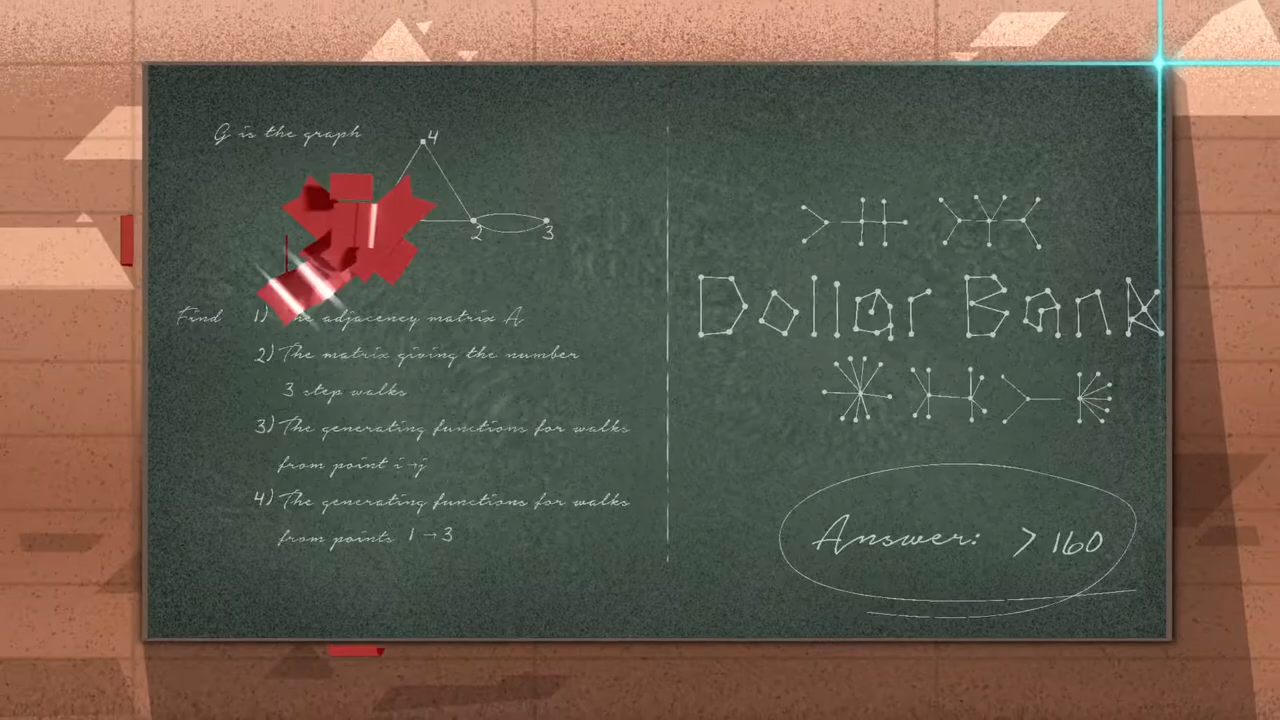 G is the graph
4
2
3
Find 1) he adjacency matrix A
2) The matrix giving the number
3 step walks
3) The generating functions for walks
from point i→j
4) The generating functions for walks
from points 1→3
Dollar Bank
Answer: > 160